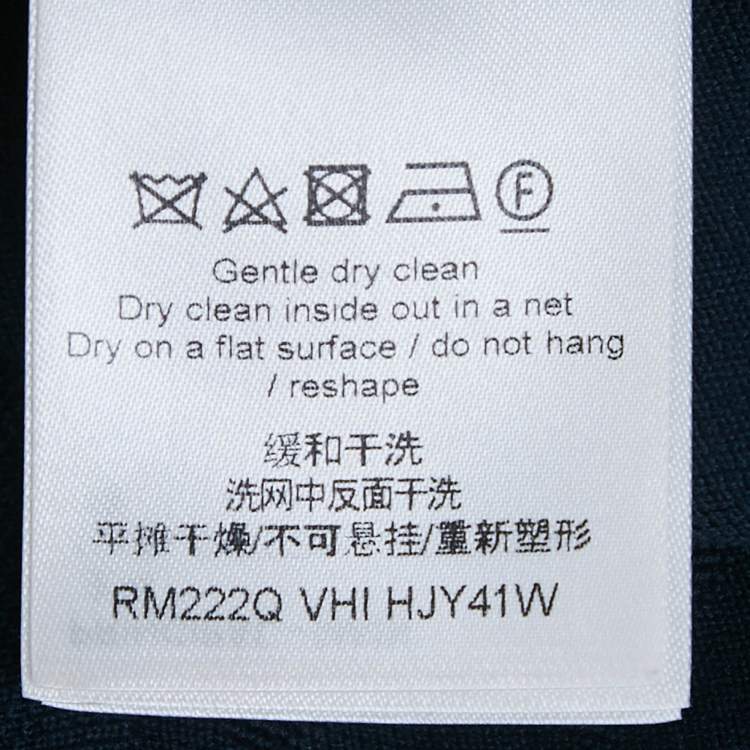 F
Gentle dry clean
Dry clean inside out in a net
Dry on a flat surface / do not hang
/ reshape
缓和干洗
洗网中反面干洗
平摊干燥/不可悬挂/重新塑形
RM222Q VHI HJY41W